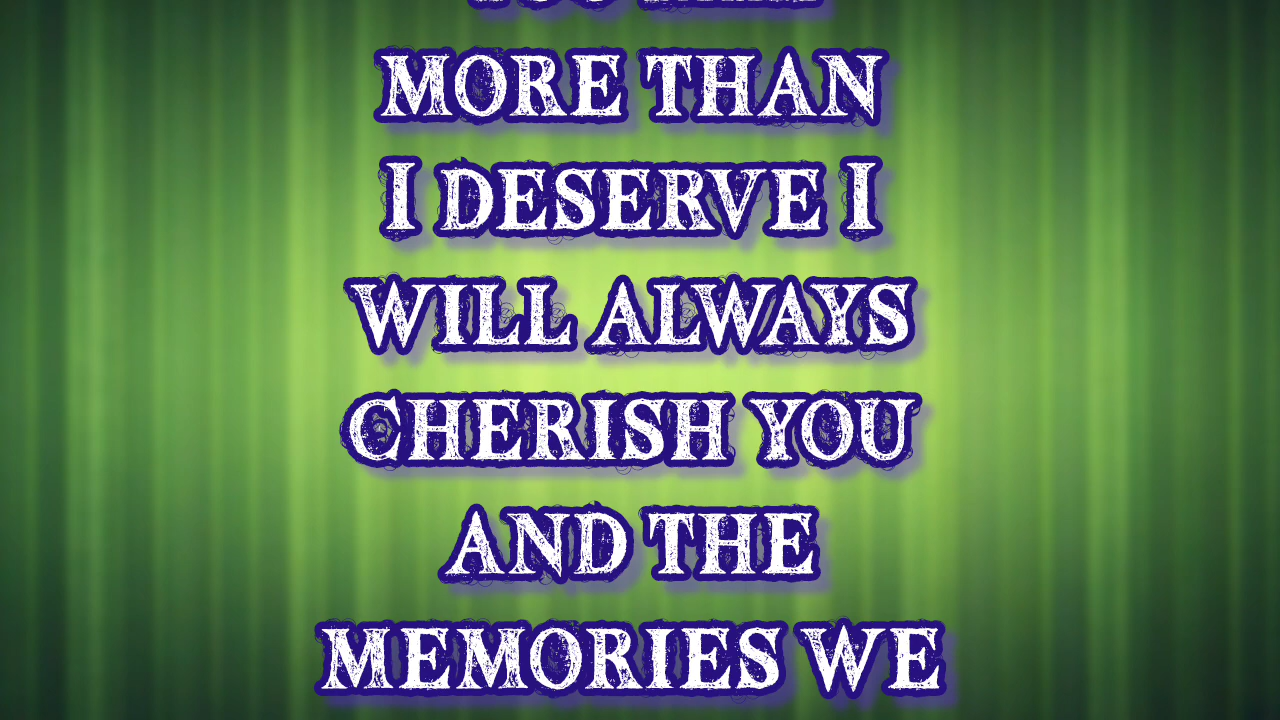 MORE THAN
I DESERVE I
WILL ALWAYS
CHERISH YOU
AND THE
MEMORIES WE